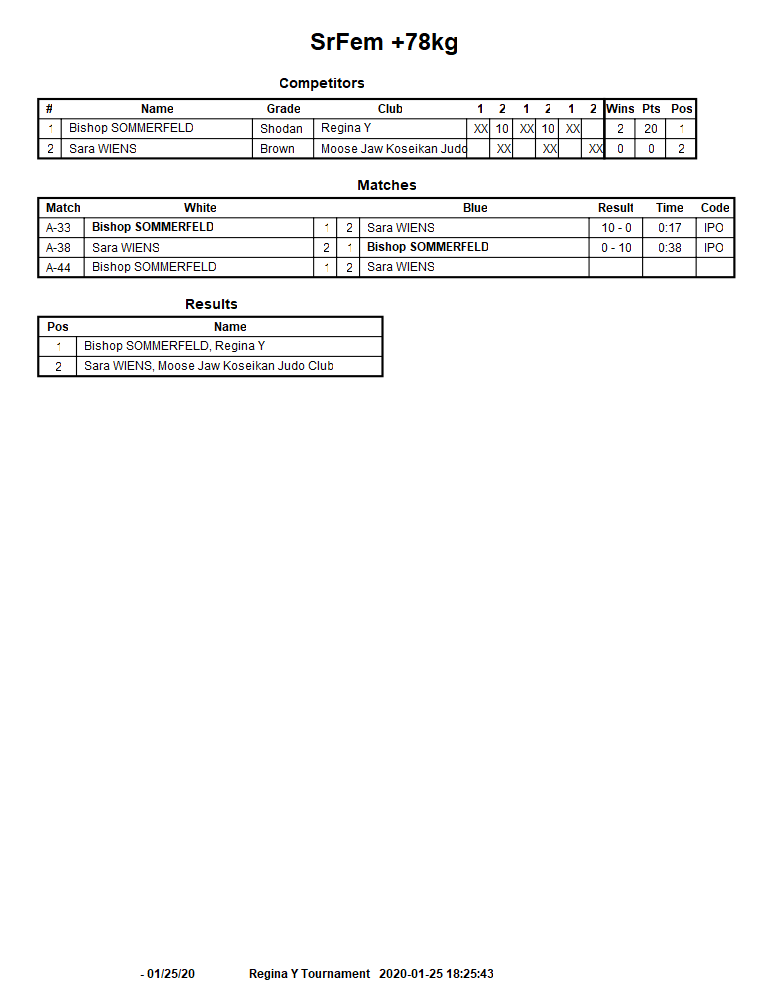 SrFem +78kg
Competitors
# Name Grade Club 1 2 1 2 1 2 Wins Pts Pos
1 Bishop SOMMERFELD Shodan Regina Y XX 10 XX 10 XX 2 20 1
2 Sara WIENS Brown Moose Jaw Koseikan Judo XX XX XX 0 0 2
Matches
Match White Blue Result Time Code
A-33 Bishop SOMMERFELD 1 2 Sara WIENS 10 - 0 0:17 IPO
A-38 Sara WIENS 2 1 Bishop SOMMERFELD 0 - 10 0:38 IPO
A-44 Bishop SOMMERFELD 1 2 Sara WIENS
Results
Pos Name
1 Bishop SOMMERFELD, Regina Y
2 Sara WIENS, Moose Jaw Koseikan Judo Club
- 01/25/20 Regina Y Tournament 2020-01-25 18:25:43